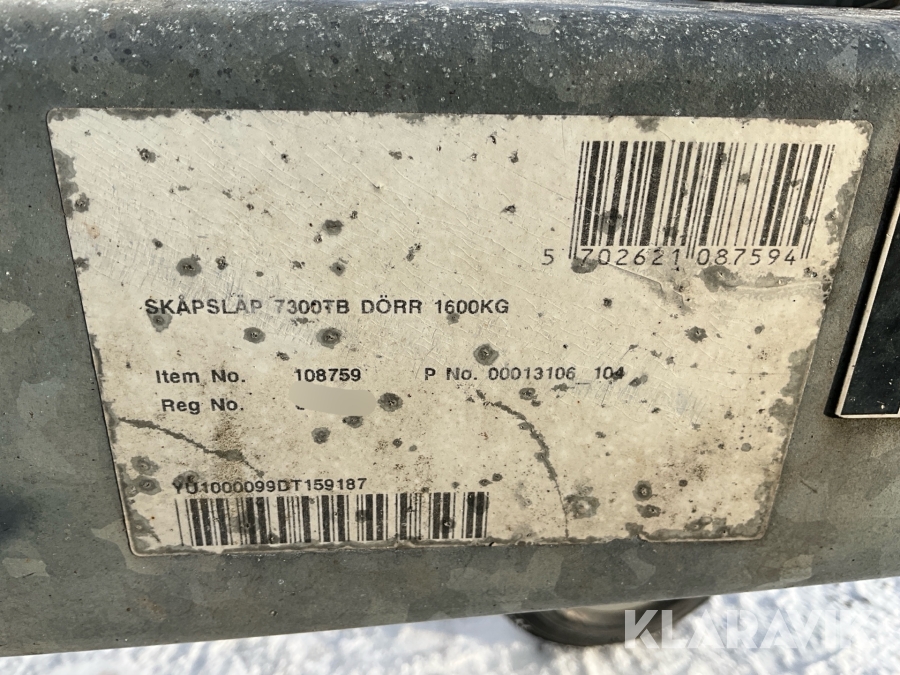 5 702621 087594
SKÅPSLÄP 7300TB DÖRR 1600KG
Item No. 108759 P No. 00013106_104
Reg No.
YU1000099DT159187
KLARAVIK